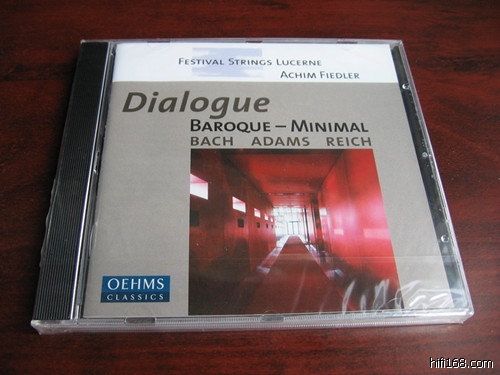 FESTIVAL STRINGS LUCERNE
ACHIM FIEDLER
Dialogue
BAROQUE – MINIMAL
BACH ADAMS REICH
OEHMS
CLASSICS
hifi168.com